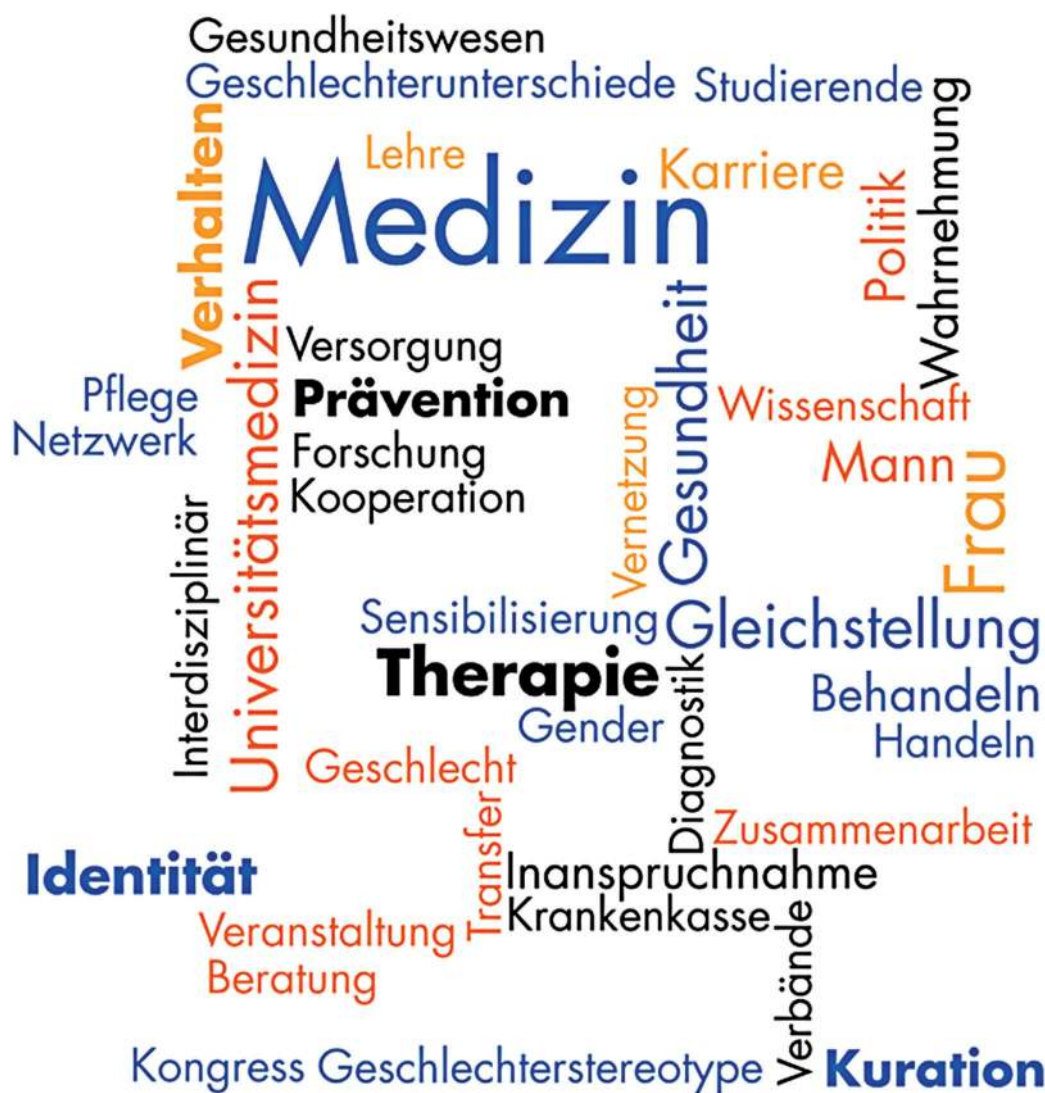 Gesundheitswesen
Geschlechterunterschiede
Studierende
Wahrnehmung
Verhalten
Lehre
Medizin
Karriere
Politik
Universitätsmedizin
Versorgung
Gesundheit
Pflege
Prävention
Vernetzung
Wissenschaft
Netzwerk
Forschung
Mann
Frau
Kooperation
Interdisziplinär
Sensibilisierung
Gleichstellung
Therapie
Diagnostik
Behandeln
Gender
Handeln
Geschlecht
Transfer
Zusammenarbeit
Identität
Inanspruchnahme
Krankenkasse
Verbände
Veranstaltung
Beratung
Kongress
Geschlechterstereotype
Kuration